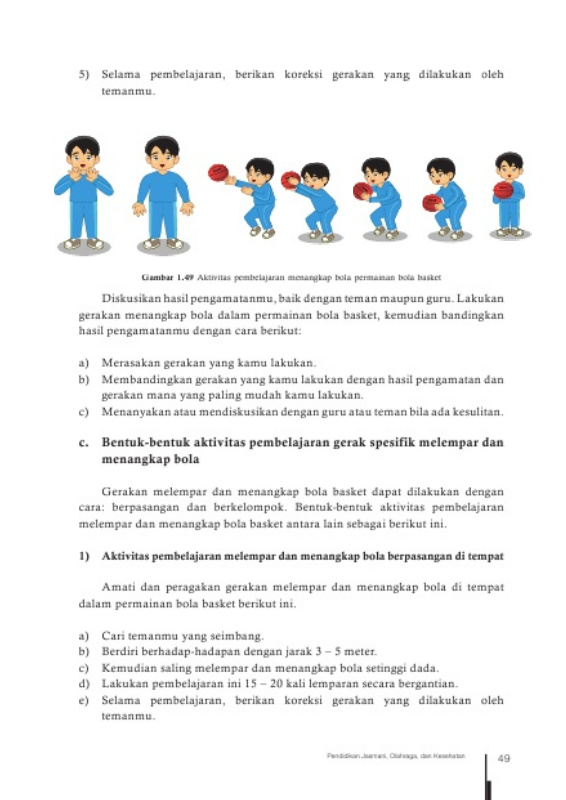 5) Selama pembelajaran, berikan koreksi gerakan yang dilakukan oleh
temanmu.
Gambar 1.49 Aktivitas pembelajaran menangkap bola permainan bola basket
Diskusikan hasil pengamatanmu, baik dengan teman maupun guru. Lakukan
gerakan menangkap bola dalam permainan bola basket, kemudian bandingkan
hasil pengamatanmu dengan cara berikut:
a) Merasakan gerakan yang kamu lakukan.
b) Membandingkan gerakan yang kamu lakukan dengan hasil pengamatan dan
gerakan mana yang paling mudah kamu lakukan.
c) Menanyakan atau mendiskusikan dengan guru atau teman bila ada kesulitan.
c. Bentuk-bentuk aktivitas pembelajaran gerak spesifik melempar dan
menangkap bola
Gerakan melempar dan menangkap bola basket dapat dilakukan dengan
cara: berpasangan dan berkelompok. Bentuk-bentuk aktivitas pembelajaran
melempar dan menangkap bola basket antara lain sebagai berikut ini.
1) Aktivitas pembelajaran melempar dan menangkap bola berpasangan di tempat
Amati dan peragakan gerakan melempar dan menangkap bola di tempat
dalam permainan bola basket berikut ini.
a) Cari temanmu yang seimbang.
b) Berdiri berhadap-hadapan dengan jarak 3 – 5 meter.
c) Kemudian saling melempar dan menangkap bola setinggi dada.
d) Lakukan pembelajaran ini 15 – 20 kali lemparan secara bergantian.
e) Selama pembelajaran, berikan koreksi gerakan yang dilakukan oleh
temanmu.
Pendidikan Jasmani, Olahraga, dan Kesehatan 49